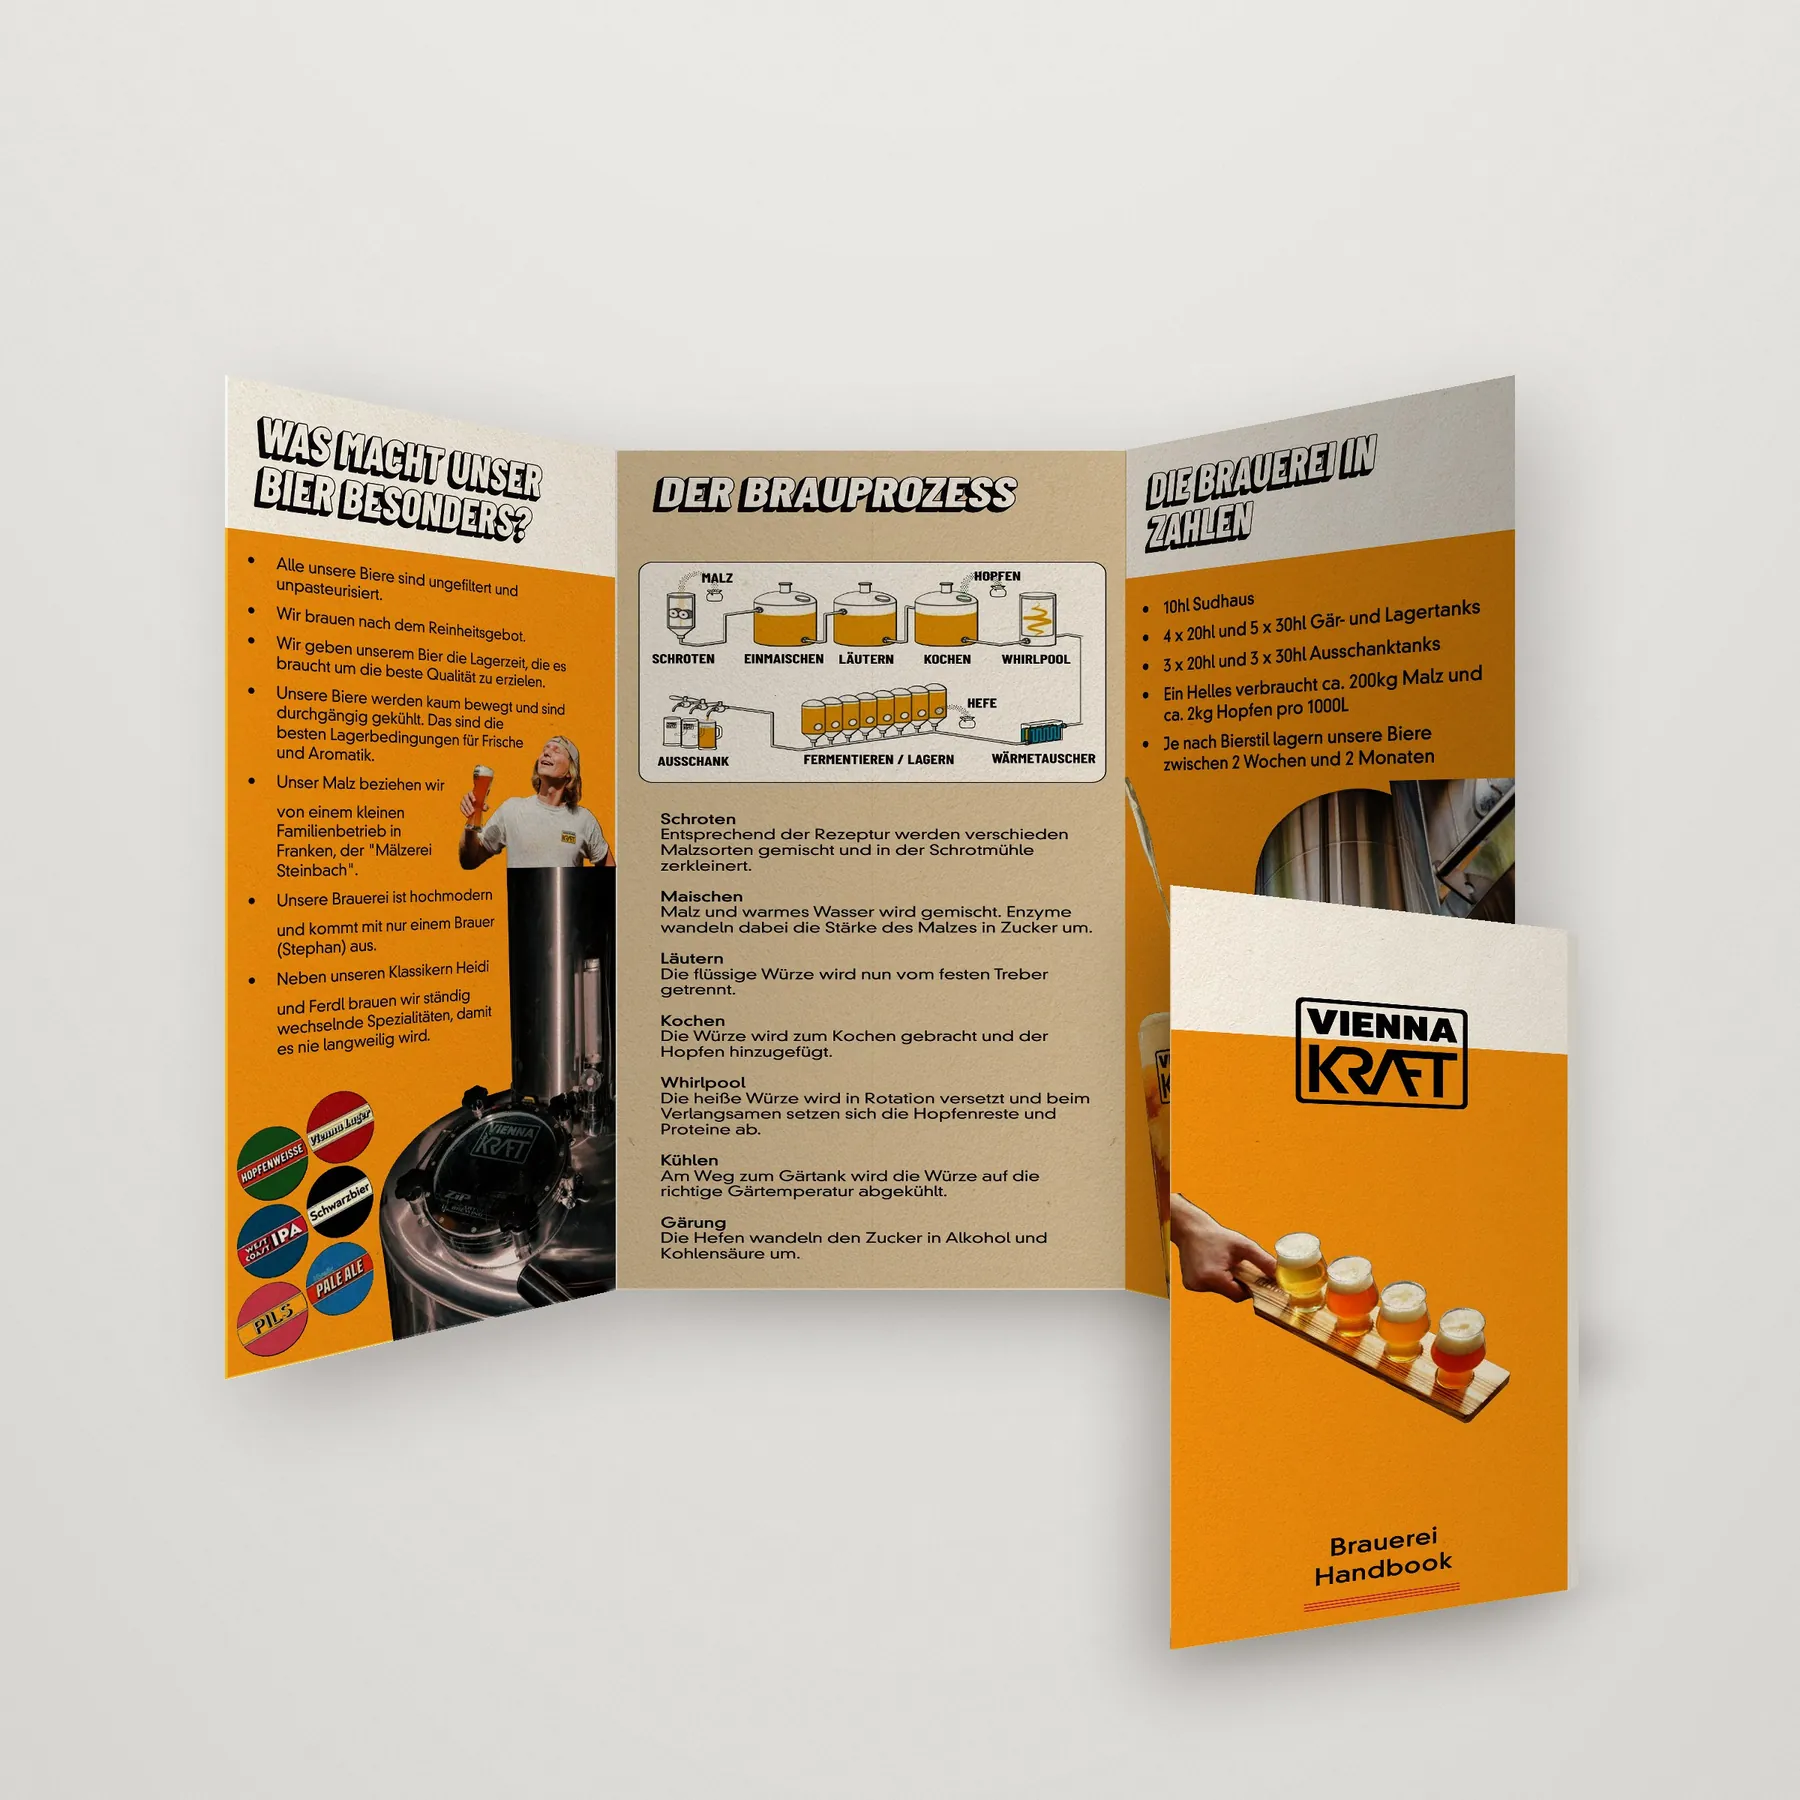 WAS MACHT UNSER
BIER BESONDERS?
Alle unsere Biere sind ungefiltert und
unpasteurisiert.
Wir brauen nach dem Reinheitsgebot.
Wir geben unserem Bier die Lagerzeit, die es
braucht um die beste Qualität zu erzielen.
Unsere Biere werden kaum bewegt und sind
durchgängig gekühlt. Das sind die
besten Lagerbedingungen für Frische
und Aromatik.
Unser Malz beziehen wir
von einem kleinen
Familienbetrieb in
Franken, der "Mälzerei
Steinbach".
Unsere Brauerei ist hochmodern
und kommt mit nur einem Brauer
(Stephan) aus.
Neben unseren Klassikern Heidi
und Ferdl brauen wir ständig
wechselnde Spezialitäten, damit
es nie langweilig wird.
KRAFT
Vienna Lager
HOPFENWEISSE
Schwarzbier
WEST
COAST IPA
PALE ALE
PILS
VIENNA
KRAFT
ZIP
DER BRAUPROZESS
MALZ
HOPFEN
SCHROTEN
EINMAISCHEN
LÄUTERN
KOCHEN
WHIRLPOOL
HEFE
AUSSCHANK
FERMENTIEREN / LAGERN
WÄRMETAUSCHER
Schroten
Entsprechend der Rezeptur werden verschieden
Malzsorten gemischt und in der Schrotmühle
zerkleinert.
Maischen
Malz und warmes Wasser wird gemischt. Enzyme
wandeln dabei die Stärke des Malzes in Zucker um.
Läutern
Die flüssige Würze wird nun vom festen Treber
getrennt.
Kochen
Die Würze wird zum Kochen gebracht und der
Hopfen hinzugefügt.
Whirlpool
Die heiße Würze wird in Rotation versetzt und beim
Verlangsamen setzen sich die Hopfenreste und
Proteine ab.
Kühlen
Am Weg zum Gärtank wird die Würze auf die
richtige Gärtemperatur abgekühlt.
Gärung
Die Hefen wandeln den Zucker in Alkohol und
Kohlensäure um.
DIE BRAUEREI IN
ZAHLEN
10hl Sudhaus
4 x 20hl und 5 x 30hl Gär- und Lagertanks
3 x 20hl und 3 x 30hl Ausschanktanks
Ein Helles verbraucht ca. 200kg Malz und
ca. 2kg Hopfen pro 1000L
Je nach Bierstil lagern unsere Biere
zwischen 2 Wochen und 2 Monaten
VIENNA
KRAFT
Brauerei
Handbook